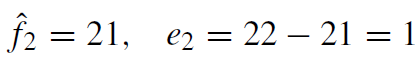 f̂₂ = 21, e₂ = 22 – 21 = 1